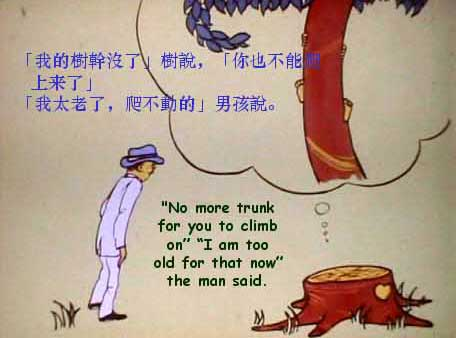 「我的樹幹沒了」樹說，「你也不能
上来了」
「我太老了，爬不動的」男孩說。
"No more trunk
for you to climb
on” “I am too
old for that now”
the man said.